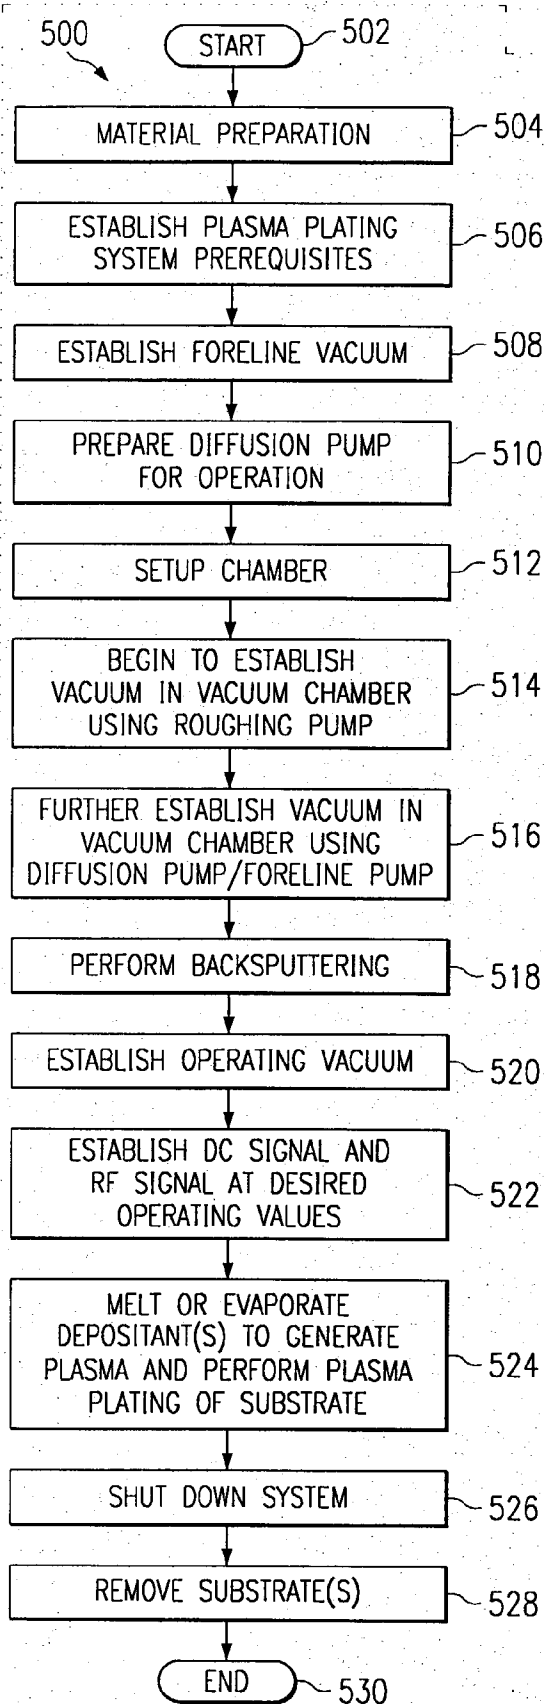 500
START
502
MATERIAL PREPARATION
504
ESTABLISH PLASMA PLATING
SYSTEM PREREQUISITES
506
ESTABLISH FORELINE VACUUM
508
PREPARE DIFFUSION PUMP
FOR OPERATION
510
SETUP CHAMBER
512
BEGIN TO ESTABLISH
VACUUM IN VACUUM CHAMBER
USING ROUGHING PUMP
514
FURTHER ESTABLISH VACUUM IN
VACUUM CHAMBER USING
DIFFUSION PUMP/FORELINE PUMP
516
PERFORM BACKSPUTTERING
518
ESTABLISH OPERATING VACUUM
520
ESTABLISH DC SIGNAL AND
RF SIGNAL AT DESIRED
OPERATING VALUES
522
MELT OR EVAPORATE
DEPOSITANT(S) TO GENERATE
PLASMA AND PERFORM PLASMA
PLATING OF SUBSTRATE
524
SHUT DOWN SYSTEM
526
REMOVE SUBSTRATE(S)
528
END
530